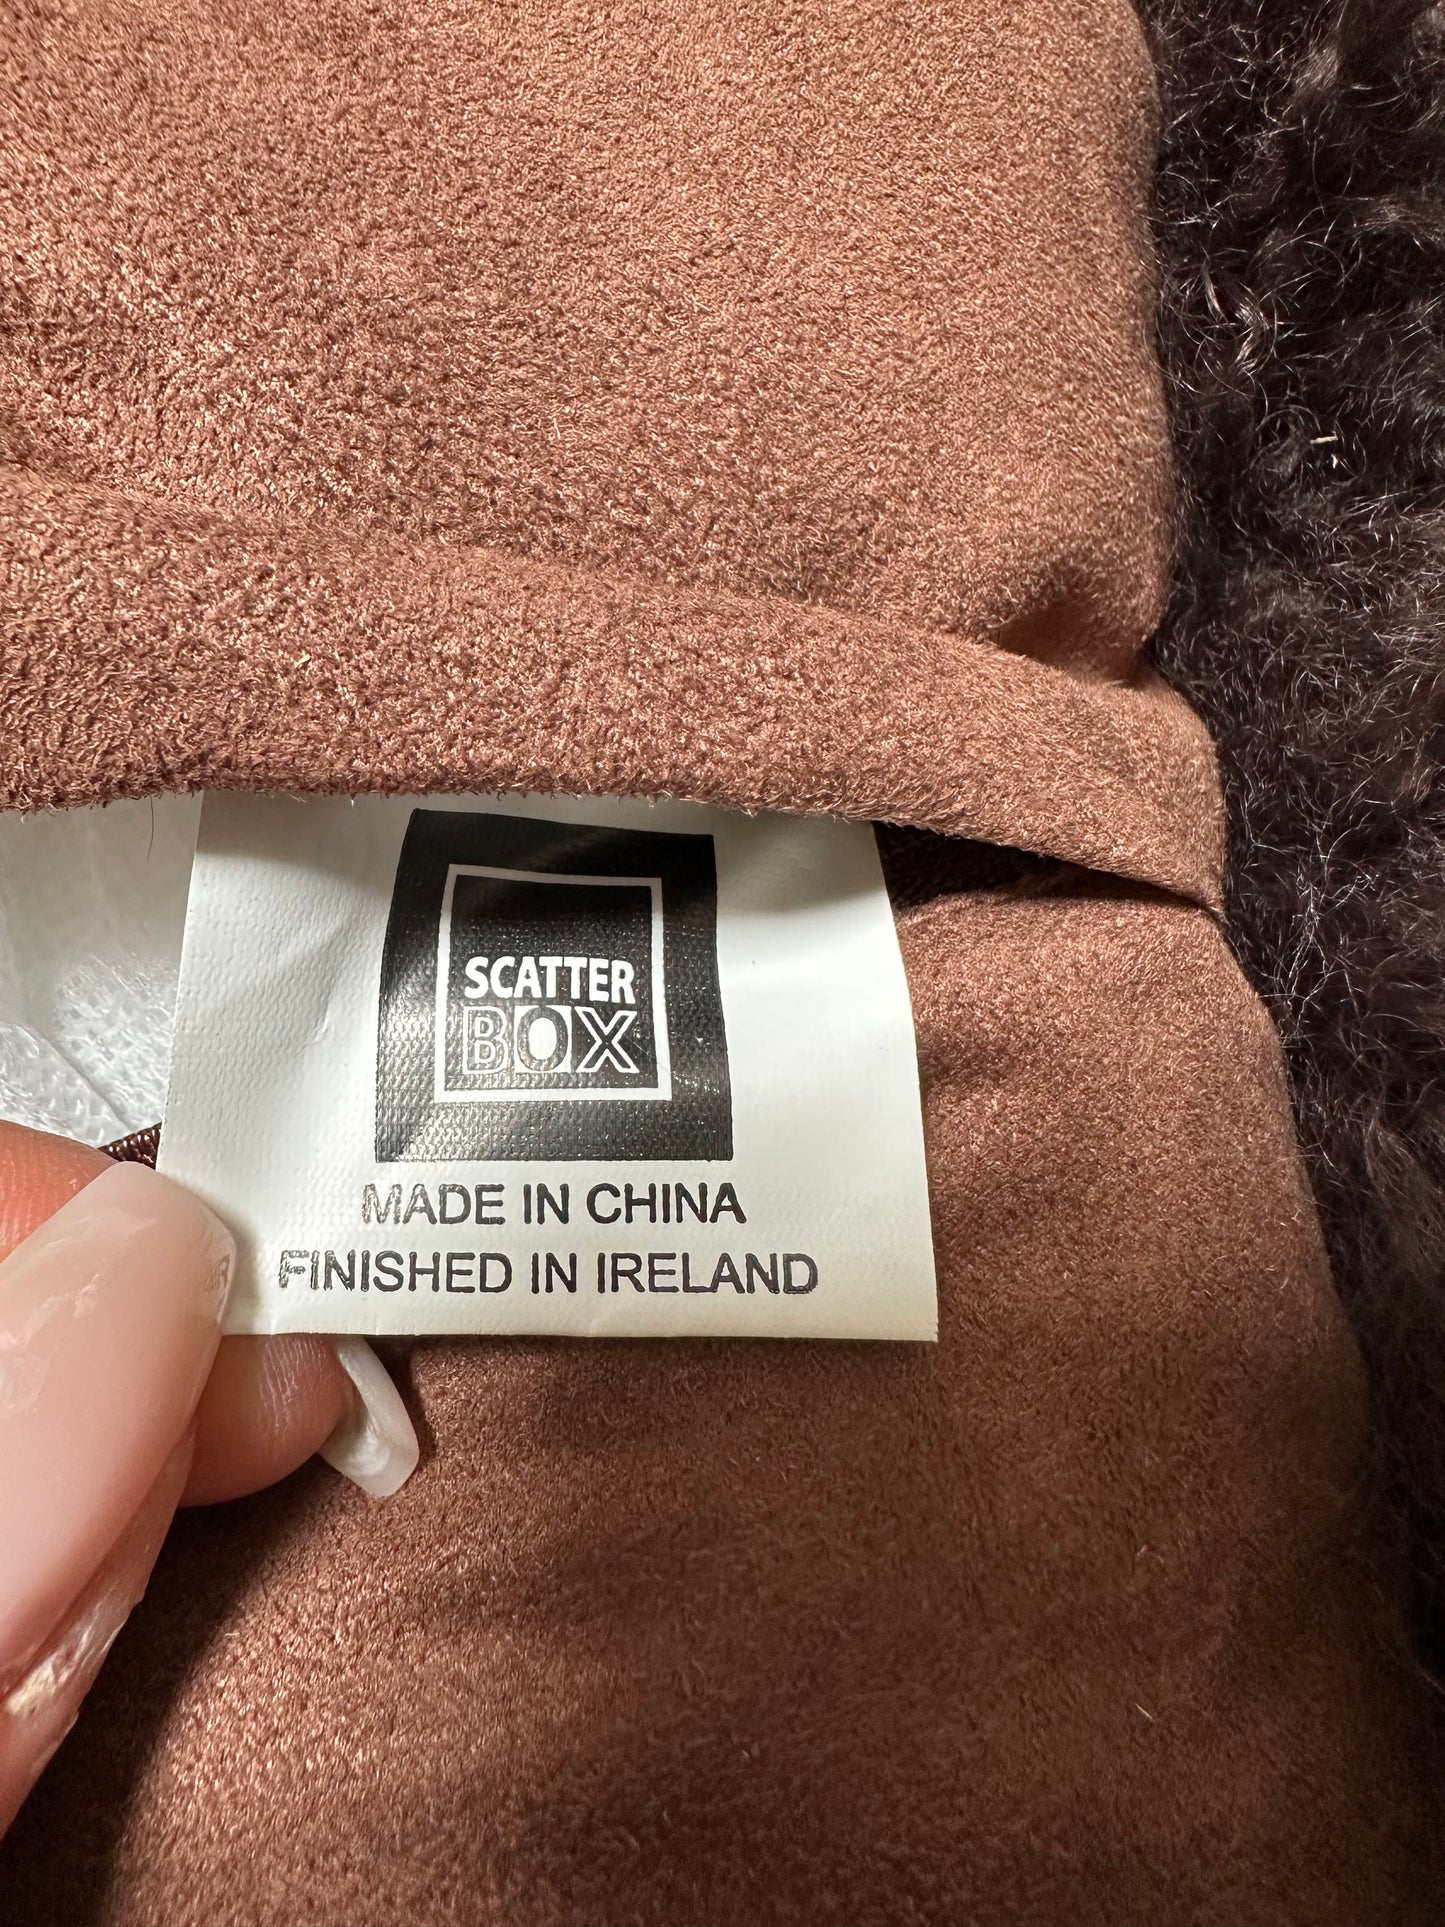 SCATTER
BOX
MADE IN CHINA
FINISHED IN IRELAND